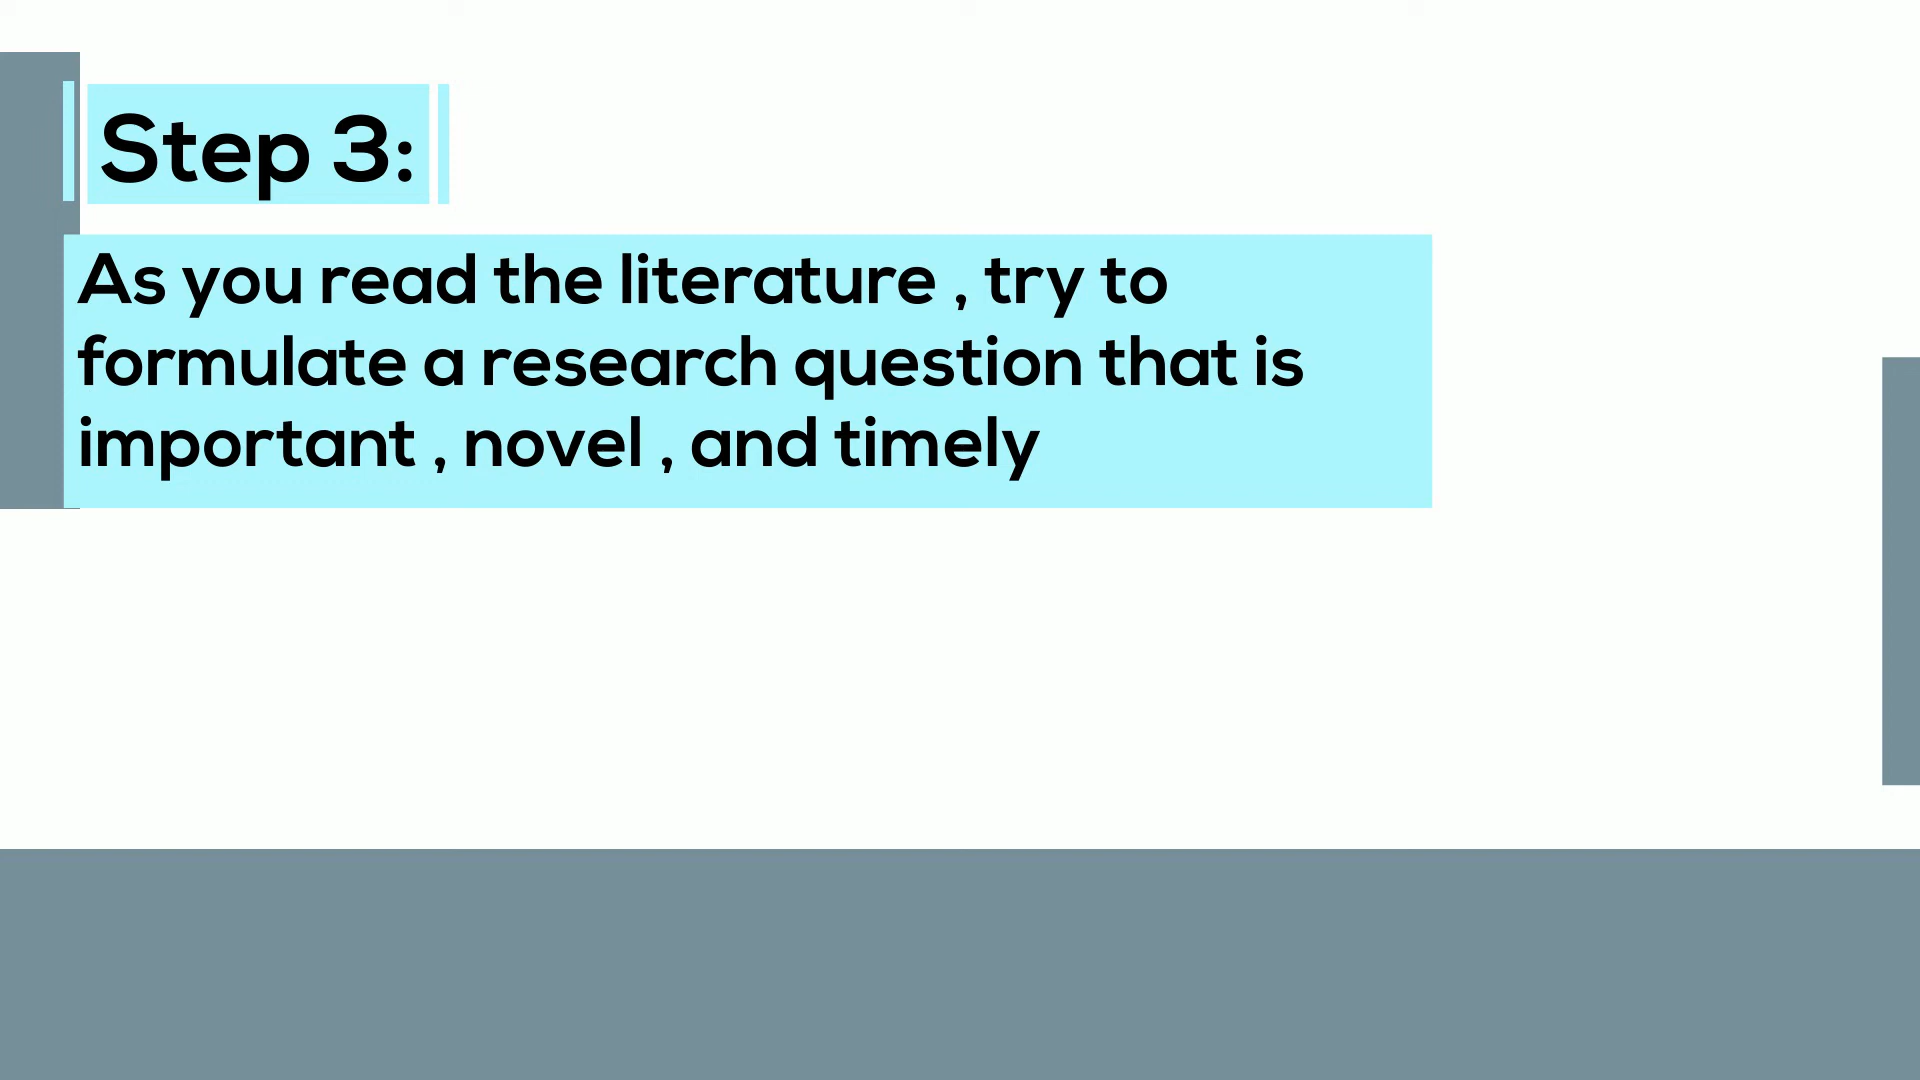 Step 3:
As you read the literature , try to
formulate a research question that is
important , novel , and timely